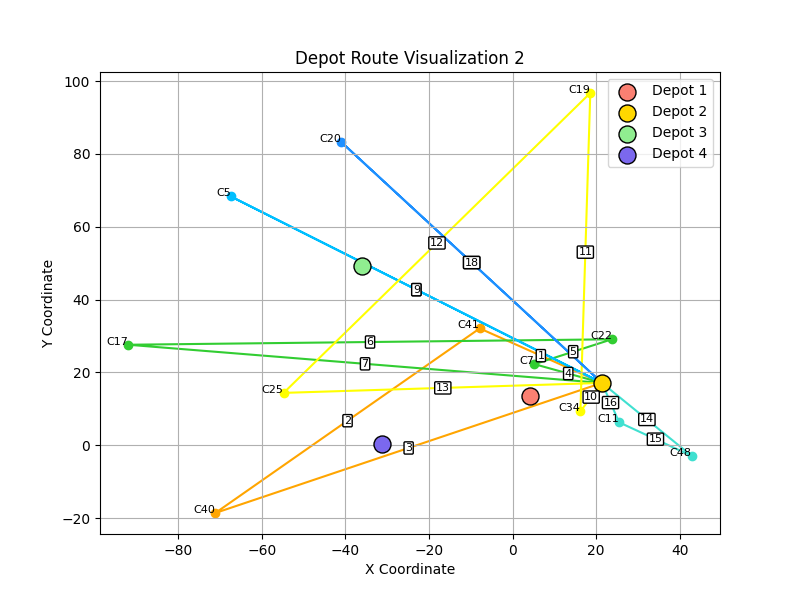 Depot Route Visualization 2
Depot 1
Depot 2
Depot 3
Depot 4
Y Coordinate
100
80
60
40
20
0
−20
C19
C20
C5
12
11
18
9
C41
C22
C17
6
1
5
C7
7
4
C25
13
10
16
C34
C11
14
2
15
3
C48
C40
−80
−60
−40
−20
0
20
40
X Coordinate